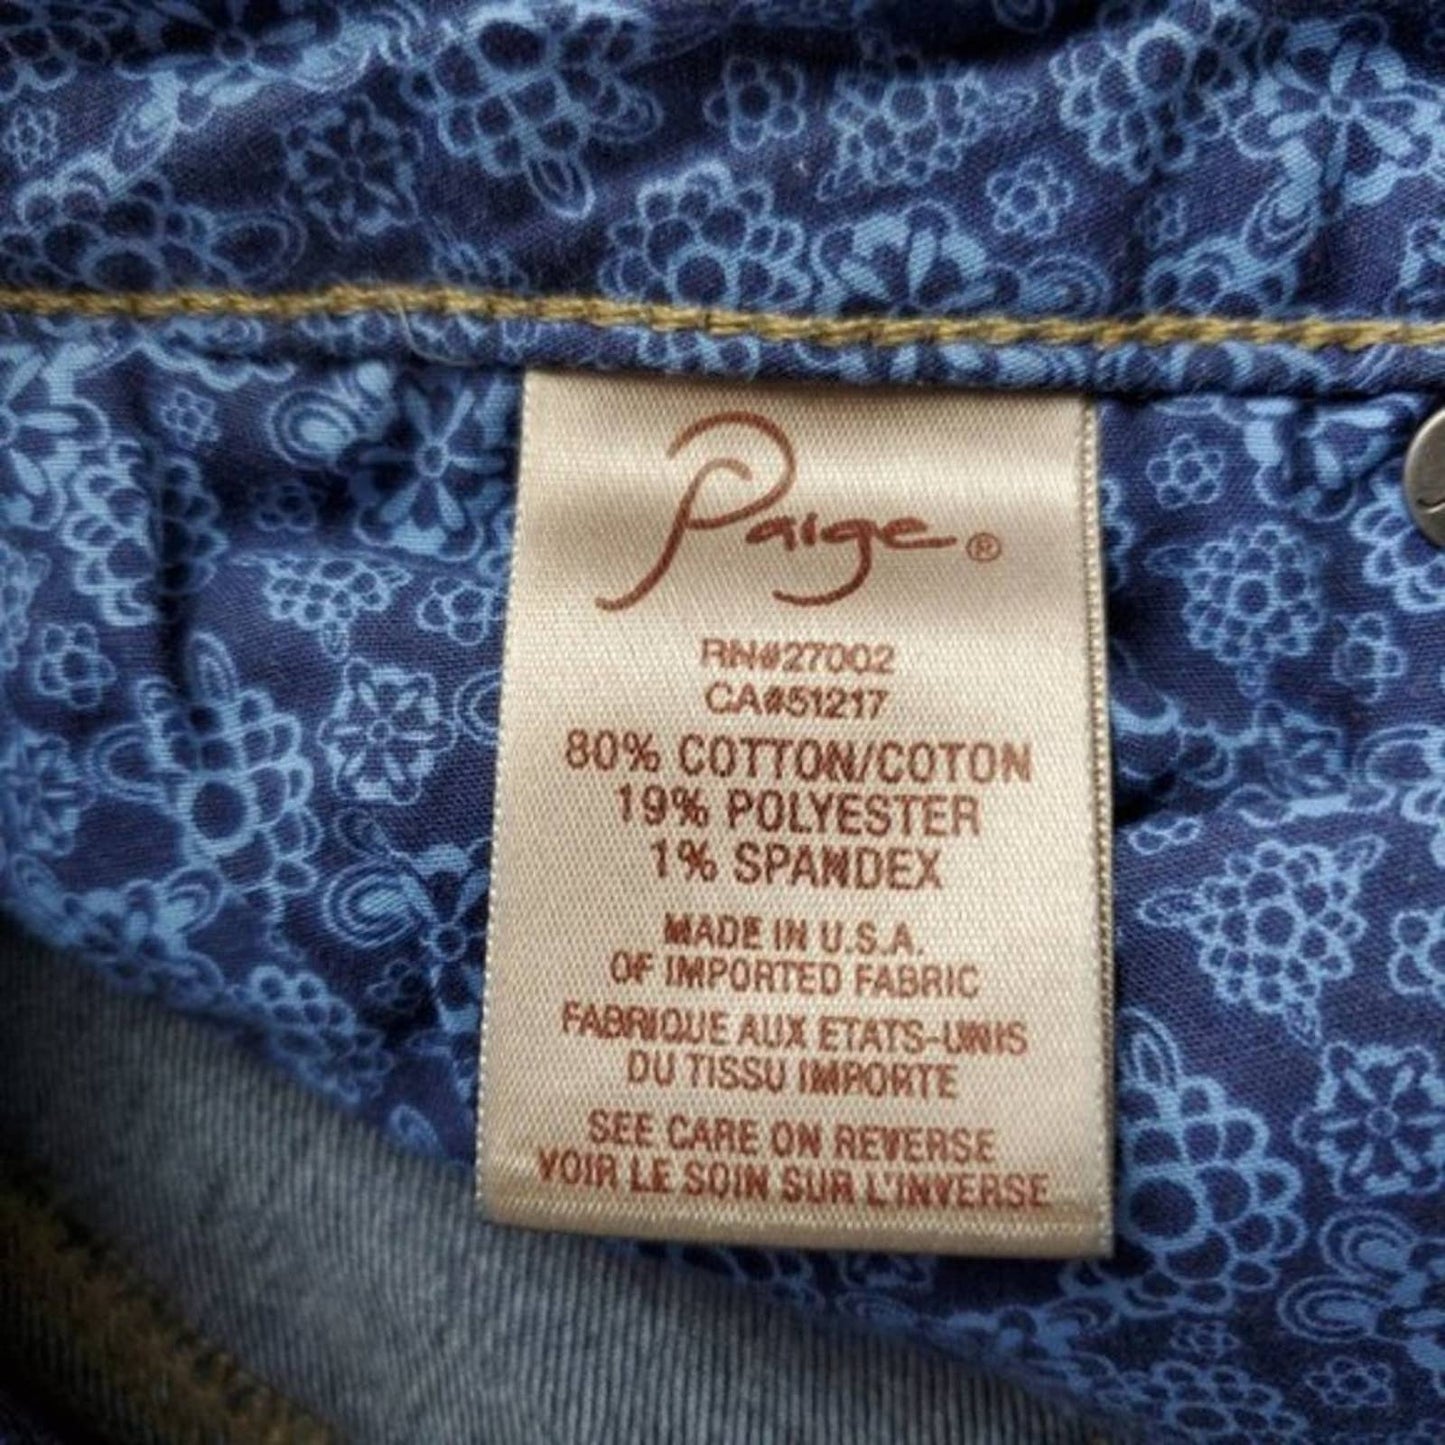 Paige®
RN#27002
CA#51217
80% COTTON/COTON
19% POLYESTER
1% SPANDEX
MADE IN U.S.A.
OF IMPORTED FABRIC
FABRIQUE AUX ETATS-UNIS
DU TISSU IMPORTE
SEE CARE ON REVERSE
VOIR LE SOIN SUR L'INVERSE